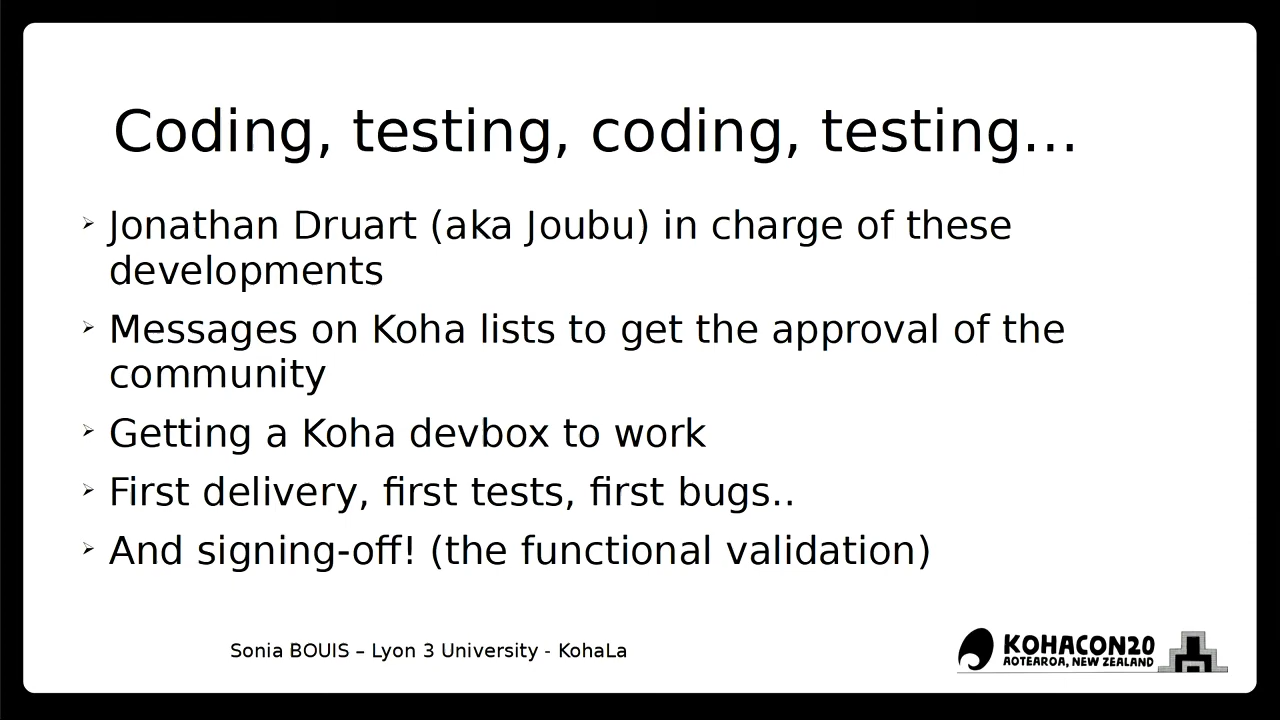 Coding, testing, coding, testing...
Jonathan Druart (aka Joubu) in charge of these
developments
Messages on Koha lists to get the approval of the
community
Getting a Koha devbox to work
First delivery, first tests, first bugs..
And signing-off! (the functional validation)
Sonia BOUIS – Lyon 3 University - KohaLa
KOHACON20
AOTEAROA, NEW ZEALAND